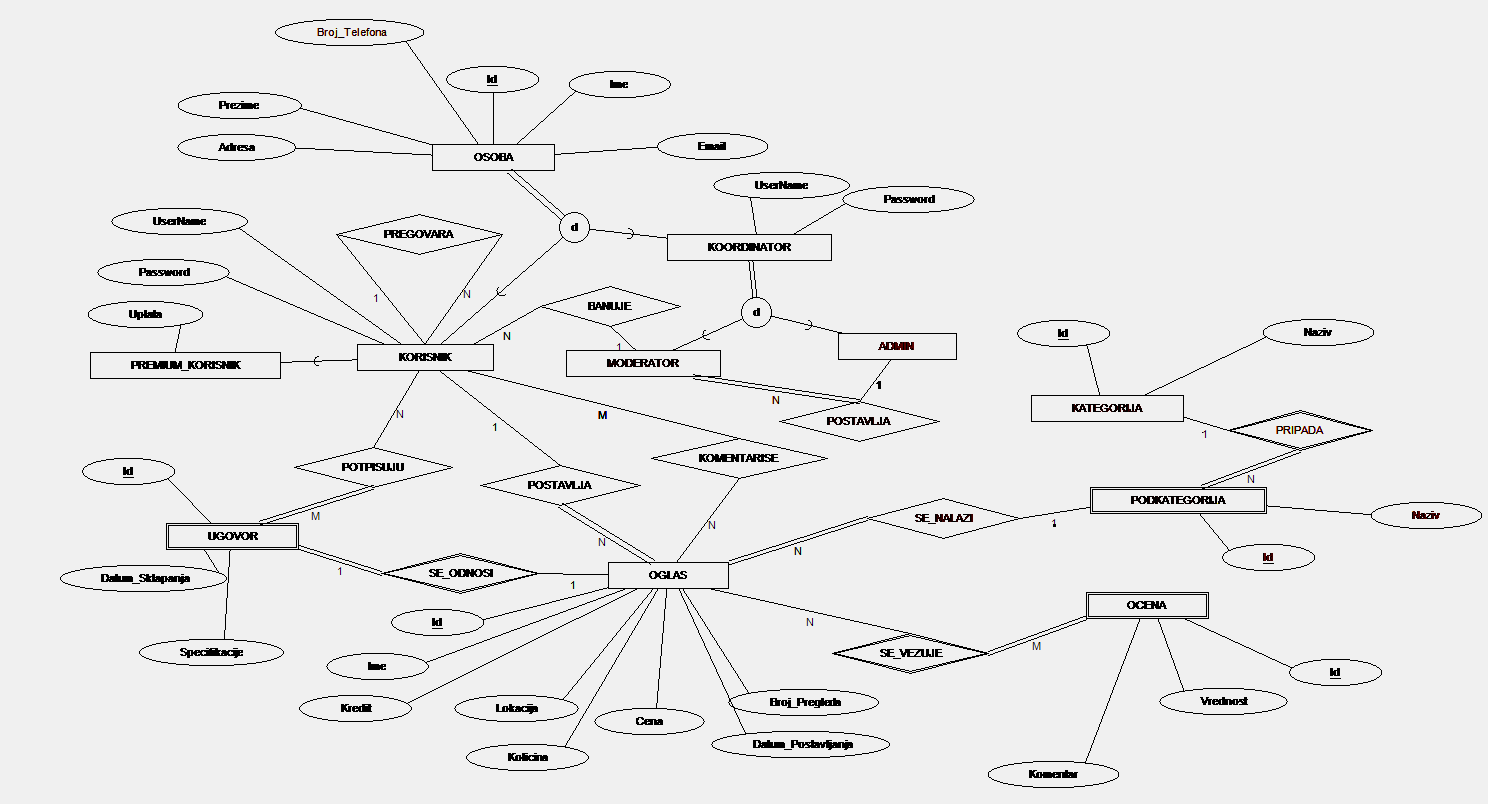 Broj_Telefona
Id
Ime
Prezime
Adresa
Email
OSOBA
UserName
Password
UserName
PREGOVARA
d
KOORDINATOR
Password
1
N
Uplata
BANUJE
d
N
1
PREMIUM_KORISNIK
KORISNIK
MODERATOR
ADMIN
Id
Naziv
N
1
KATEGORIJA
N
M
POSTAVLJA
1
PRIPADA
1
Id
POTPISUJU
KOMENTARISE
N
POSTAVLJA
PODKATEGORIJA
Naziv
M
N
SE_NALAZI
1
UGOVOR
N
N
Id
1
SE_ODNOSI
1
OGLAS
Datum_Sklapanja
OCENA
Id
N
Specifikacije
Ime
SE_VEZUJE
M
Id
Kredit
Lokacija
Cena
Broj_Pregleda
Vrednost
Kolicina
Datum_Postavljanja
Komentar